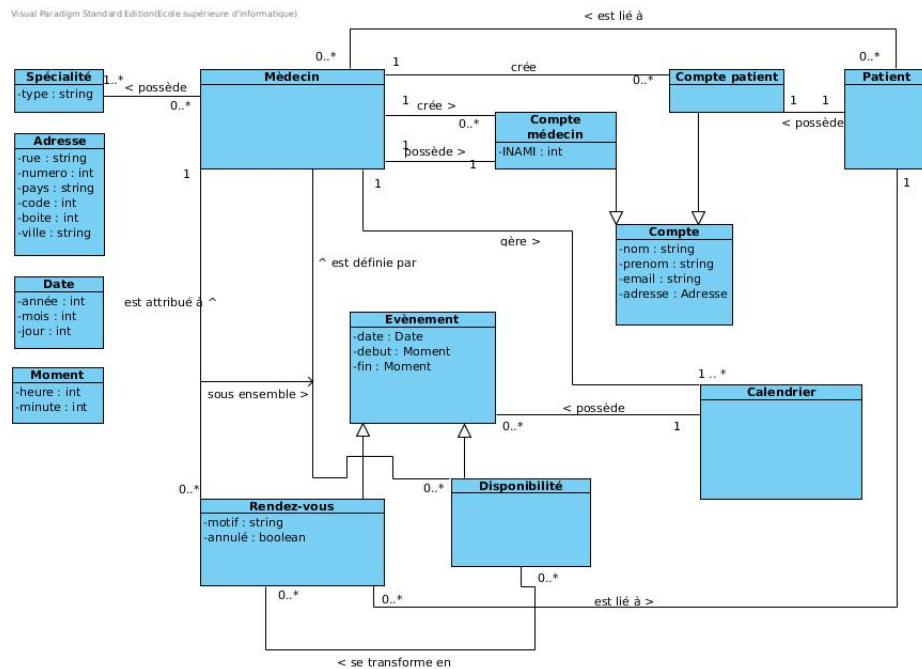 Visual Paradigm Standard Edition(Ecole supérieure d'Informatique)
< est lié à
0..*
0..*
Spécialité
-type : string
1..*
< possède
0..*
Mèdecin
1
crée
0..*
Compte patient
1
1
< possède
Patient
1
crée >
0..*
Compte
médecin
-INAMI : int
1
possède >
1
Adresse
-rue : string
-numero : int
-pays : string
-code : int
-boite : int
-ville : string
1
1
1
gère >
Compte
-nom : string
-prenom : string
-email : string
-adresse : Adresse
^ est définie par
Date
-année : int
-mois : int
-jour : int
est attribué à ^
Evènement
-date : Date
-debut : Moment
-fin : Moment
Moment
-heure : int
-minute : int
sous ensemble >
1 .. *
Calendrier
< possède
0..*
1
0..*
0..*
Disponibilité
Rendez-vous
-motif : string
-annulé : boolean
0..*
0..*
0..*
est lié à >
< se transforme en